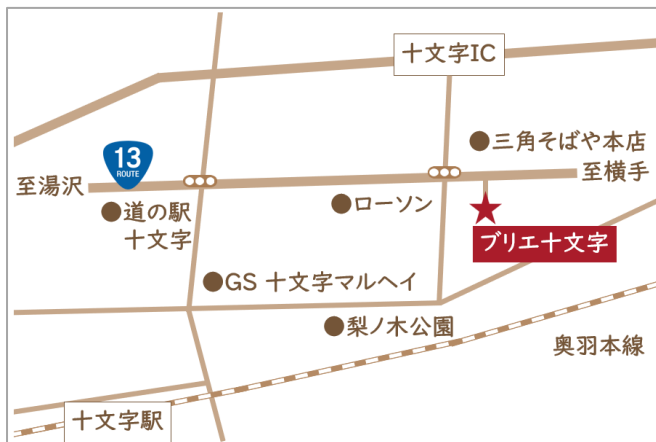 十文字IC
三角そばや本店
13
ROUTE
至湯沢
至横手
道の駅
十文字
ローソン
ブリエ十文字
GS 十文字マルヘイ
梨ノ木公園
奥羽本線
十文字駅